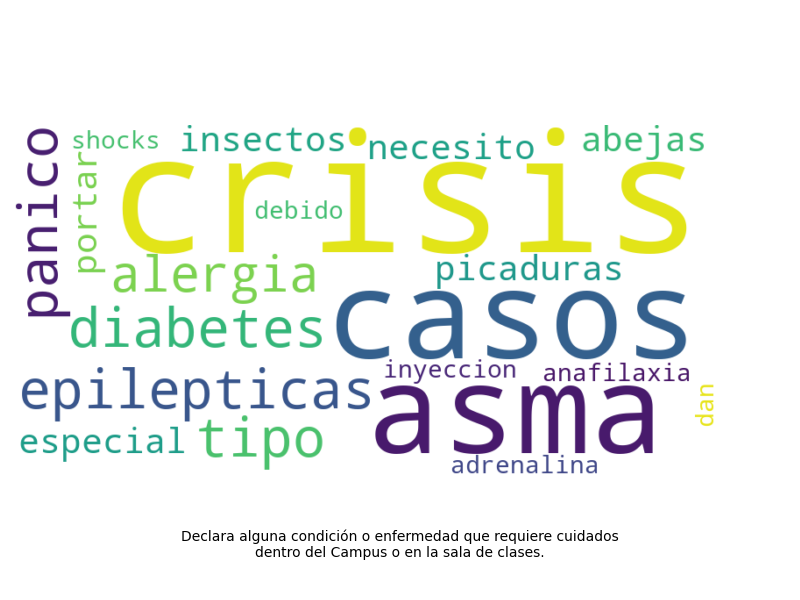 shocks
insectos
necesito
abejas
panico
portar
crisis
debido
alergia
picaduras
diabetes
casos
epilepticas
inyeccion
anafilaxia
asma
dan
especial
tipo
adrenalina
Declara alguna condición o enfermedad que requiere cuidados
dentro del Campus o en la sala de clases.